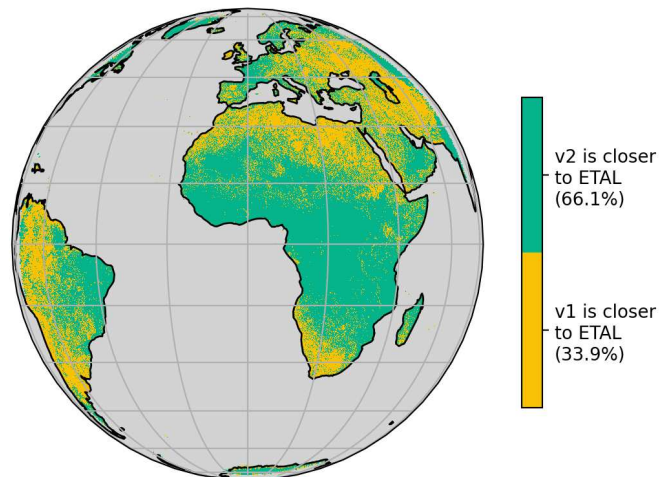 v2 is closer
to ETAL
(66.1%)
v1 is closer
to ETAL
(33.9%)